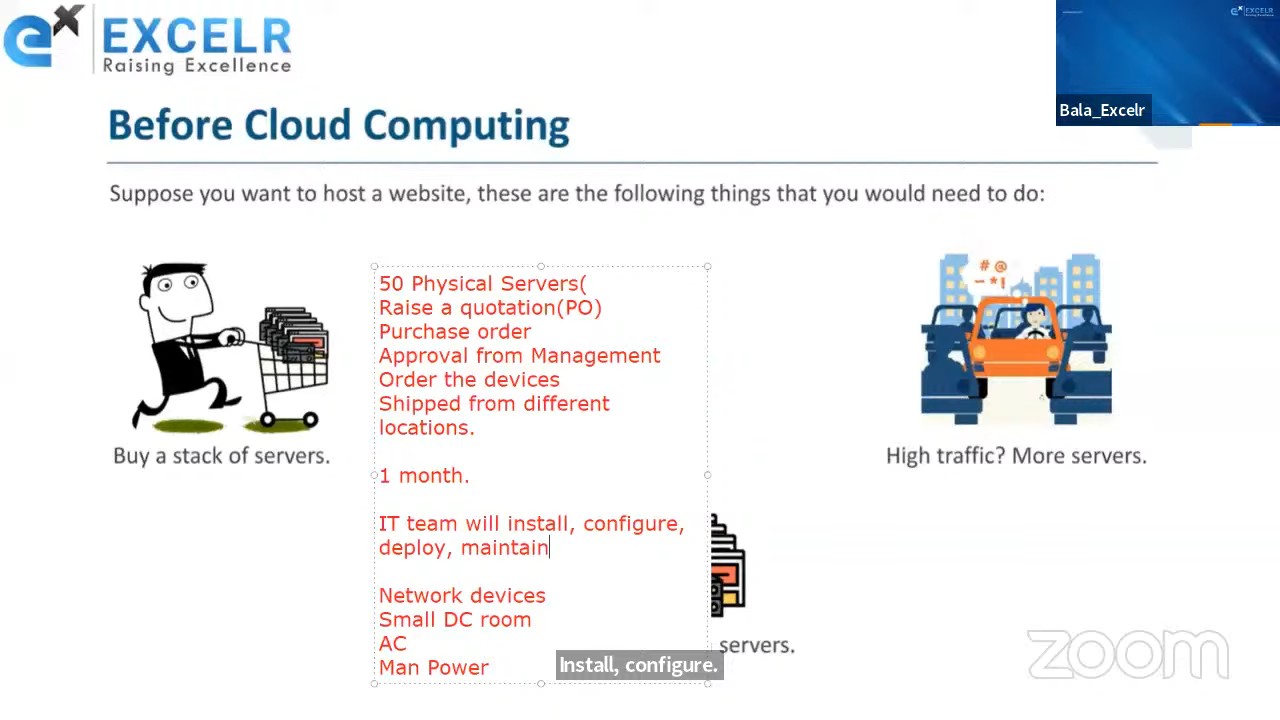 EXCELR
Raising Excellence
EXCELR
Bala_Excelr
Before Cloud Computing
Suppose you want to host a website, these are the following things that you would need to do:
50 Physical Servers(
Raise a quotation(PO)
Purchase order
Approval from Management
Order the devices
Shipped from different
locations.
1 month.
IT team will install, configure,
deploy, maintain
Network devices
Small DC room
AC
Man Power
# @
Buy a stack of servers.
High traffic? More servers.
servers.
Install, configure.
zoom